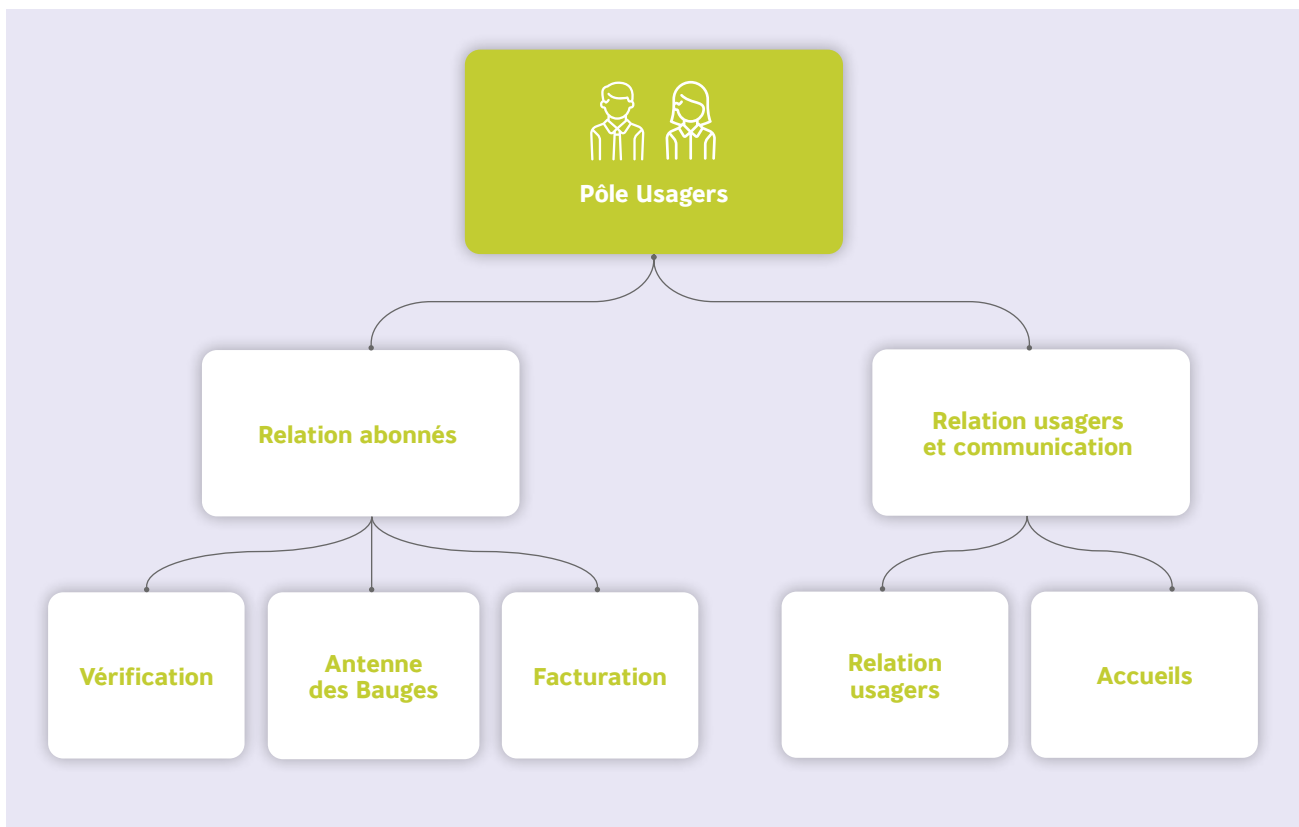 Pôle Usagers
Relation abonnés
Relation usagers
et communication
Vérification
Antenne
des Bauges
Facturation
Relation
usagers
Accueils